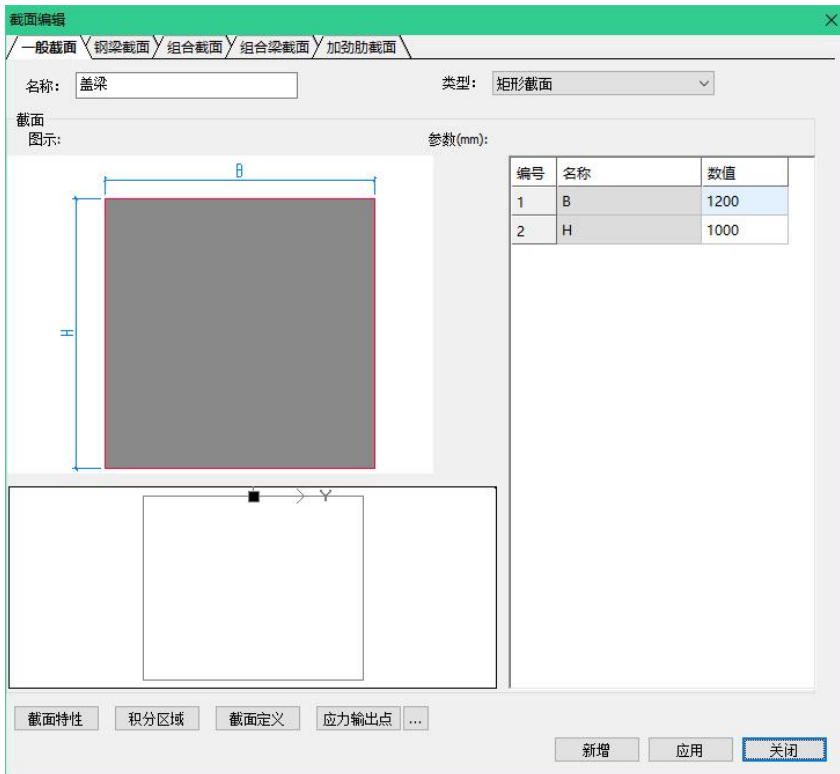 截面编辑
一般截面 钢梁截面 组合截面 组合梁截面 加劲肋截面
名称： 盖梁 类型： 矩形截面
截面
图示: 参数(mm):
B
H
编号 名称 数值
1 B 1200
2 H 1000
Y
截面特性 积分区域 截面定义 应力输出点 ...
新增 应用 关闭